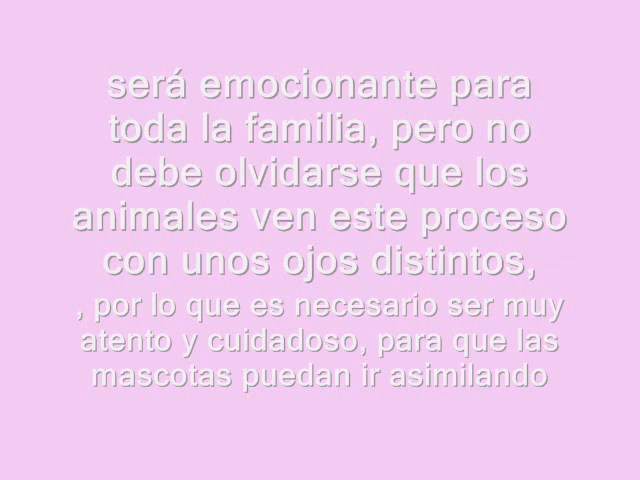 será emocionante para
toda la familia, pero no
debe olvidarse que los
animales ven este proceso
con unos ojos distintos,
, por lo que es necesario ser muy
atento y cuidadoso, para que las
mascotas puedan ir asimilando